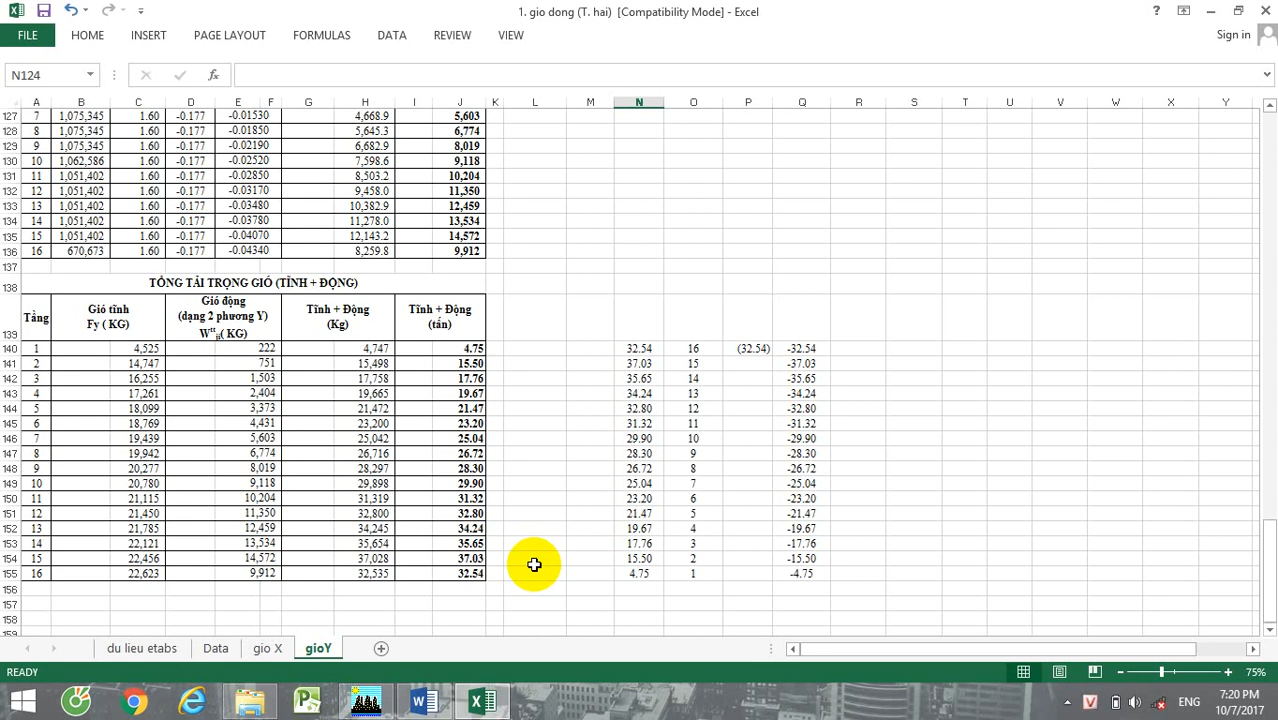 1. gio dong (T. hai) [Compatibility Mode] - Excel
?
FILE HOME INSERT PAGE LAYOUT FORMULAS DATA REVIEW VIEW Sign in
N124 fx
A B C D E F G H I J K L M N O P Q R S T U V W X Y
127 7 1,075,345 1.60 -0.177 -0.01530 4,668.9 5,603
128 8 1,075,345 1.60 -0.177 -0.01850 5,645.3 6,774
129 9 1,075,345 1.60 -0.177 -0.02190 6,682.9 8,019
130 10 1,062,586 1.60 -0.177 -0.02520 7,598.6 9,118
131 11 1,051,402 1.60 -0.177 -0.02850 8,503.2 10,204
132 12 1,051,402 1.60 -0.177 -0.03170 9,458.0 11,350
133 13 1,051,402 1.60 -0.177 -0.03480 10,382.9 12,459
134 14 1,051,402 1.60 -0.177 -0.03780 11,278.0 13,534
135 15 1,051,402 1.60 -0.177 -0.04070 12,143.2 14,572
136 16 670,673 1.60 -0.177 -0.04340 8,259.8 9,912
137
138 TỔNG TẢI TRỌNG GIÓ (TĨNH + ĐỘNG)
139 Tầng
Gió tĩnh
Fy ( KG)
Gió động
(dạng 2 phương Y)
W^tt_ji( KG)
Tĩnh + Động
(Kg)
Tĩnh + Động
(tấn)
140 1 4,525 222 4,747 4.75 32.54 16 (32.54) -32.54
141 2 14,747 751 15,498 15.50 37.03 15 -37.03
142 3 16,255 1,503 17,758 17.76 35.65 14 -35.65
143 4 17,261 2,404 19,665 19.67 34.24 13 -34.24
144 5 18,099 3,373 21,472 21.47 32.80 12 -32.80
145 6 18,769 4,431 23,200 23.20 31.32 11 -31.32
146 7 19,439 5,603 25,042 25.04 29.90 10 -29.90
147 8 19,942 6,774 26,716 26.72 28.30 9 -28.30
148 9 20,277 8,019 28,297 28.30 26.72 8 -26.72
149 10 20,780 9,118 29,898 29.90 25.04 7 -25.04
150 11 21,115 10,204 31,319 31.32 23.20 6 -23.20
151 12 21,450 11,350 32,800 32.80 21.47 5 -21.47
152 13 21,785 12,459 34,245 34.24 19.67 4 -19.67
153 14 22,121 13,534 35,654 35.65 17.76 3 -17.76
154 15 22,456 14,572 37,028 37.03 15.50 2 -15.50
155 16 22,623 9,912 32,535 32.54 4.75 1 -4.75
156
157
158
159
du lieu etabs Data gio X gioY
READY 75%
V ENG 7:20 PM
10/7/2017